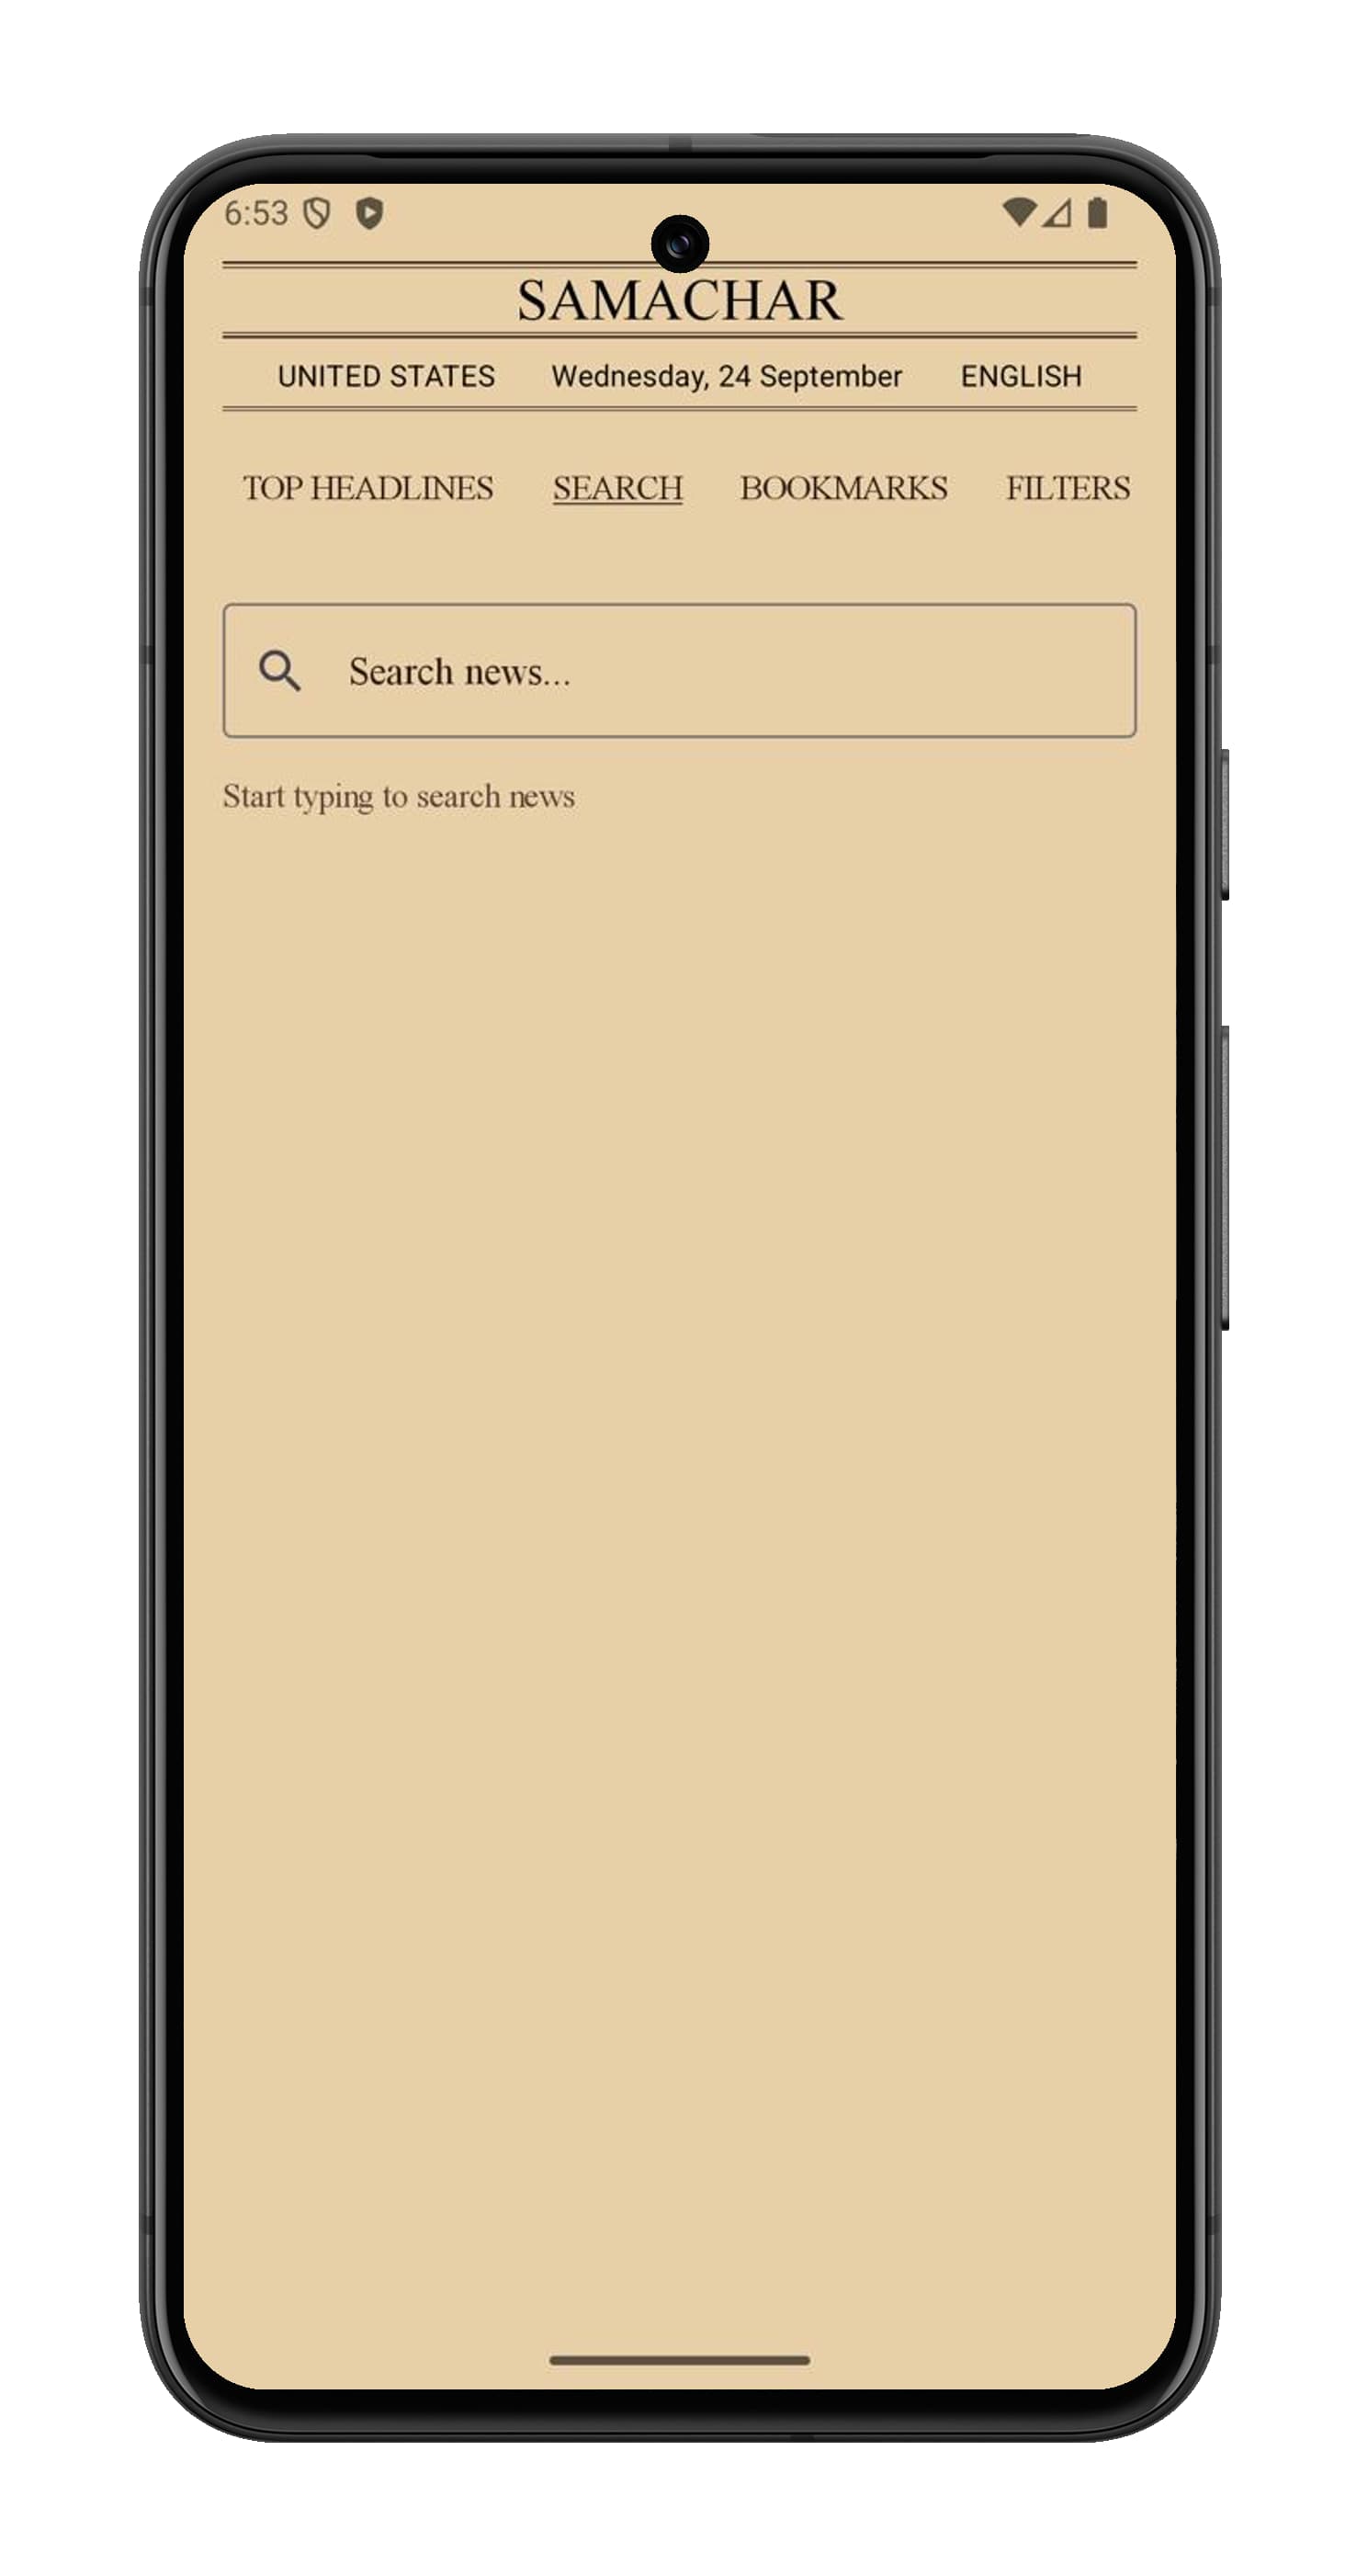 6:53
SAMACHAR
UNITED STATES Wednesday, 24 September ENGLISH
TOP HEADLINES SEARCH BOOKMARKS FILTERS
Search news...
Start typing to search news